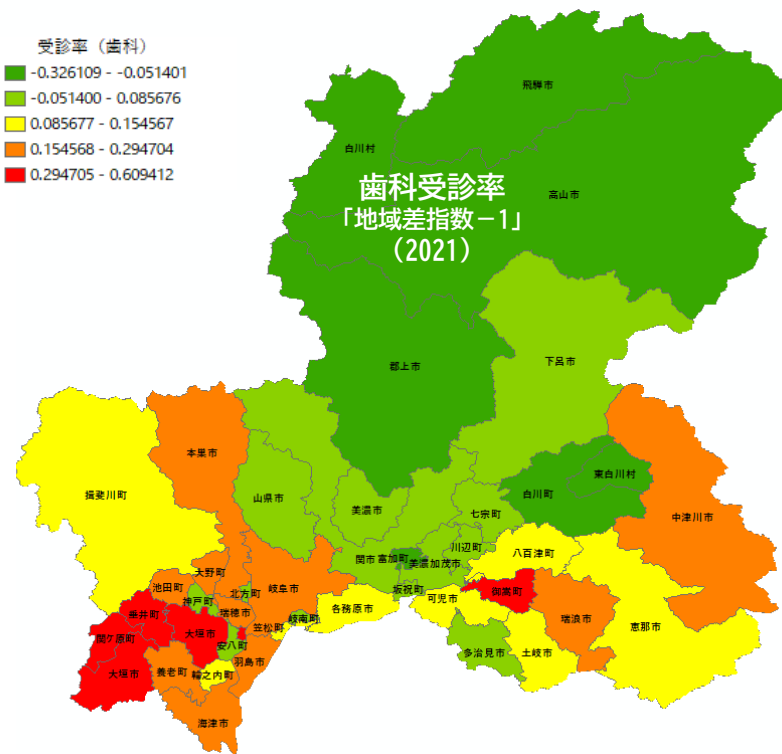 受診率（歯科）
-0.326109 - -0.051401
-0.051400 - 0.085676
0.085677 - 0.154567
0.154568 - 0.294704
0.294705 - 0.609412
歯科受診率
「地域差指数－1」
（2021）
飛騨市
白川村
高山市
下呂市
郡上市
本巣市
揖斐川町
山県市
美濃市
七宗町
白川町
東白川村
中津川市
関市
富加町
川辺町
美濃加茂市
八百津町
坂祝町
大野町
池田町
神戸町
北方町
岐阜市
瑞穂市
各務原市
可児市
御嵩町
瑞浪市
恵那市
垂井町
関ケ原町
大垣市
安八町
笠松町
岐南町
羽島市
多治見市
土岐市
大垣市
養老町
輪之内町
海津市